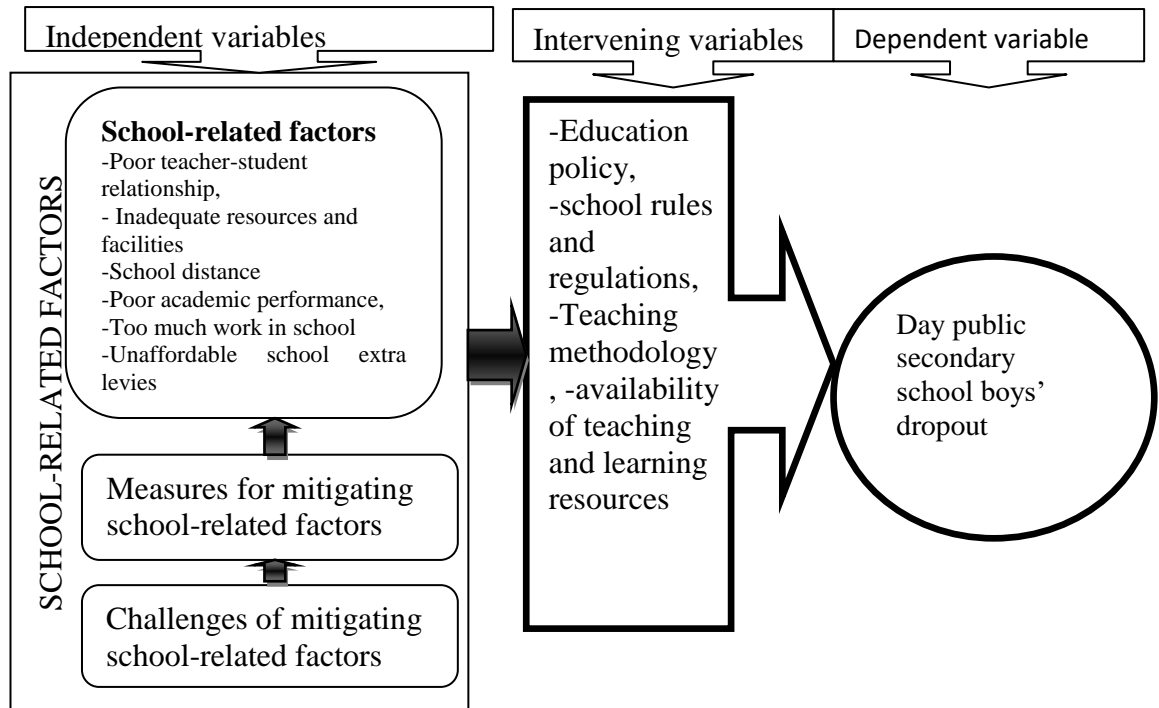 Independent variables
Intervening variables
Dependent variable
SCHOOL-RELATED FACTORS
School-related factors
-Poor teacher-student
relationship,
- Inadequate resources and
facilities
-School distance
-Poor academic performance,
-Too much work in school
-Unaffordable school extra
levies
Measures for mitigating
school-related factors
Challenges of mitigating
school-related factors
-Education
policy,
-school rules
and
regulations,
-Teaching
methodology
, -availability
of teaching
and learning
resources
Day public
secondary
school boys’
dropout